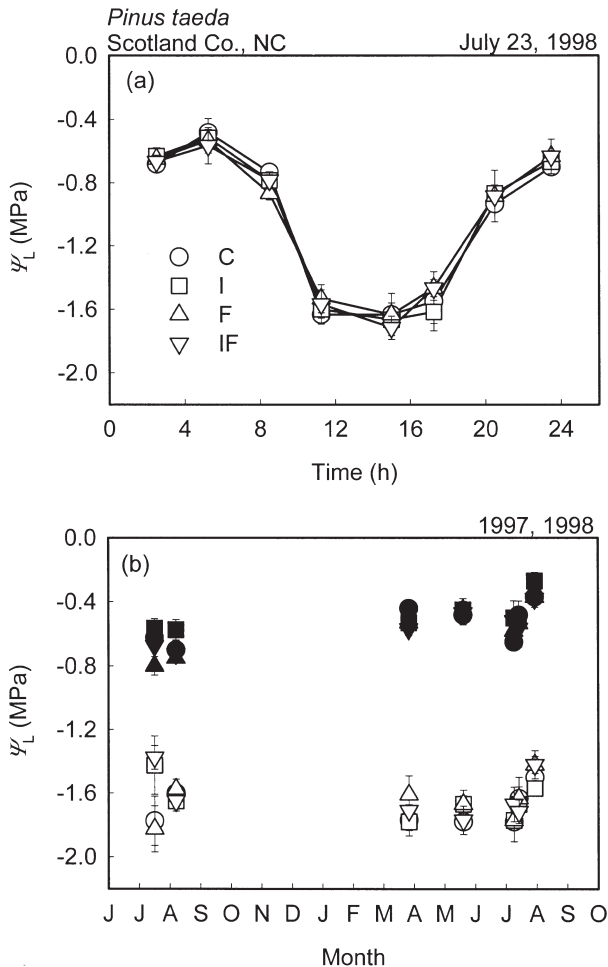 Pinus taeda
Scotland Co., NC July 23, 1998
(a)
0.0
-0.4
-0.8
-1.2
-1.6
-2.0
ΨL (MPa)
C
I
F
IF
0 4 8 12 16 20 24
Time (h)
1997, 1998
(b)
0.0
-0.4
-0.8
-1.2
-1.6
-2.0
ΨL (MPa)
J J A S O N D J F M A M J J A S O
Month